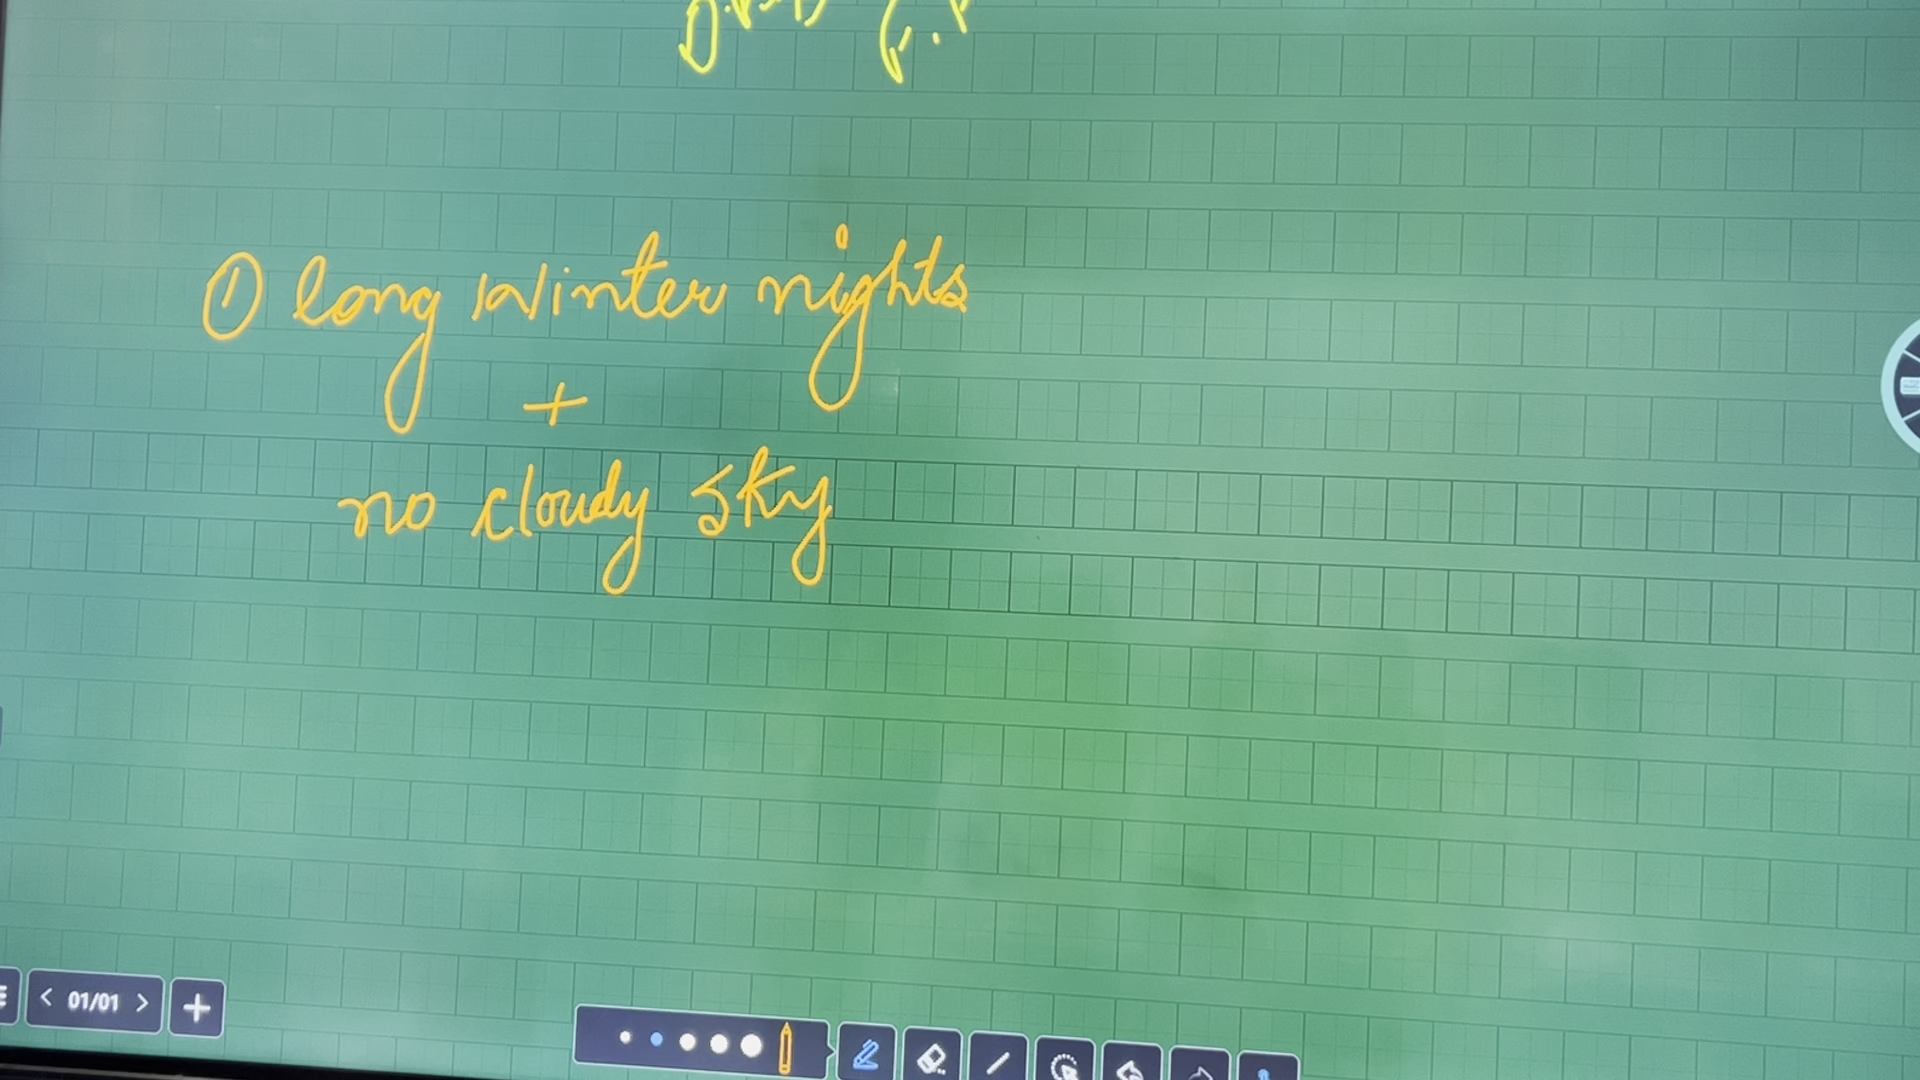 ① long Winter nights
+
no cloudy sky
01/01